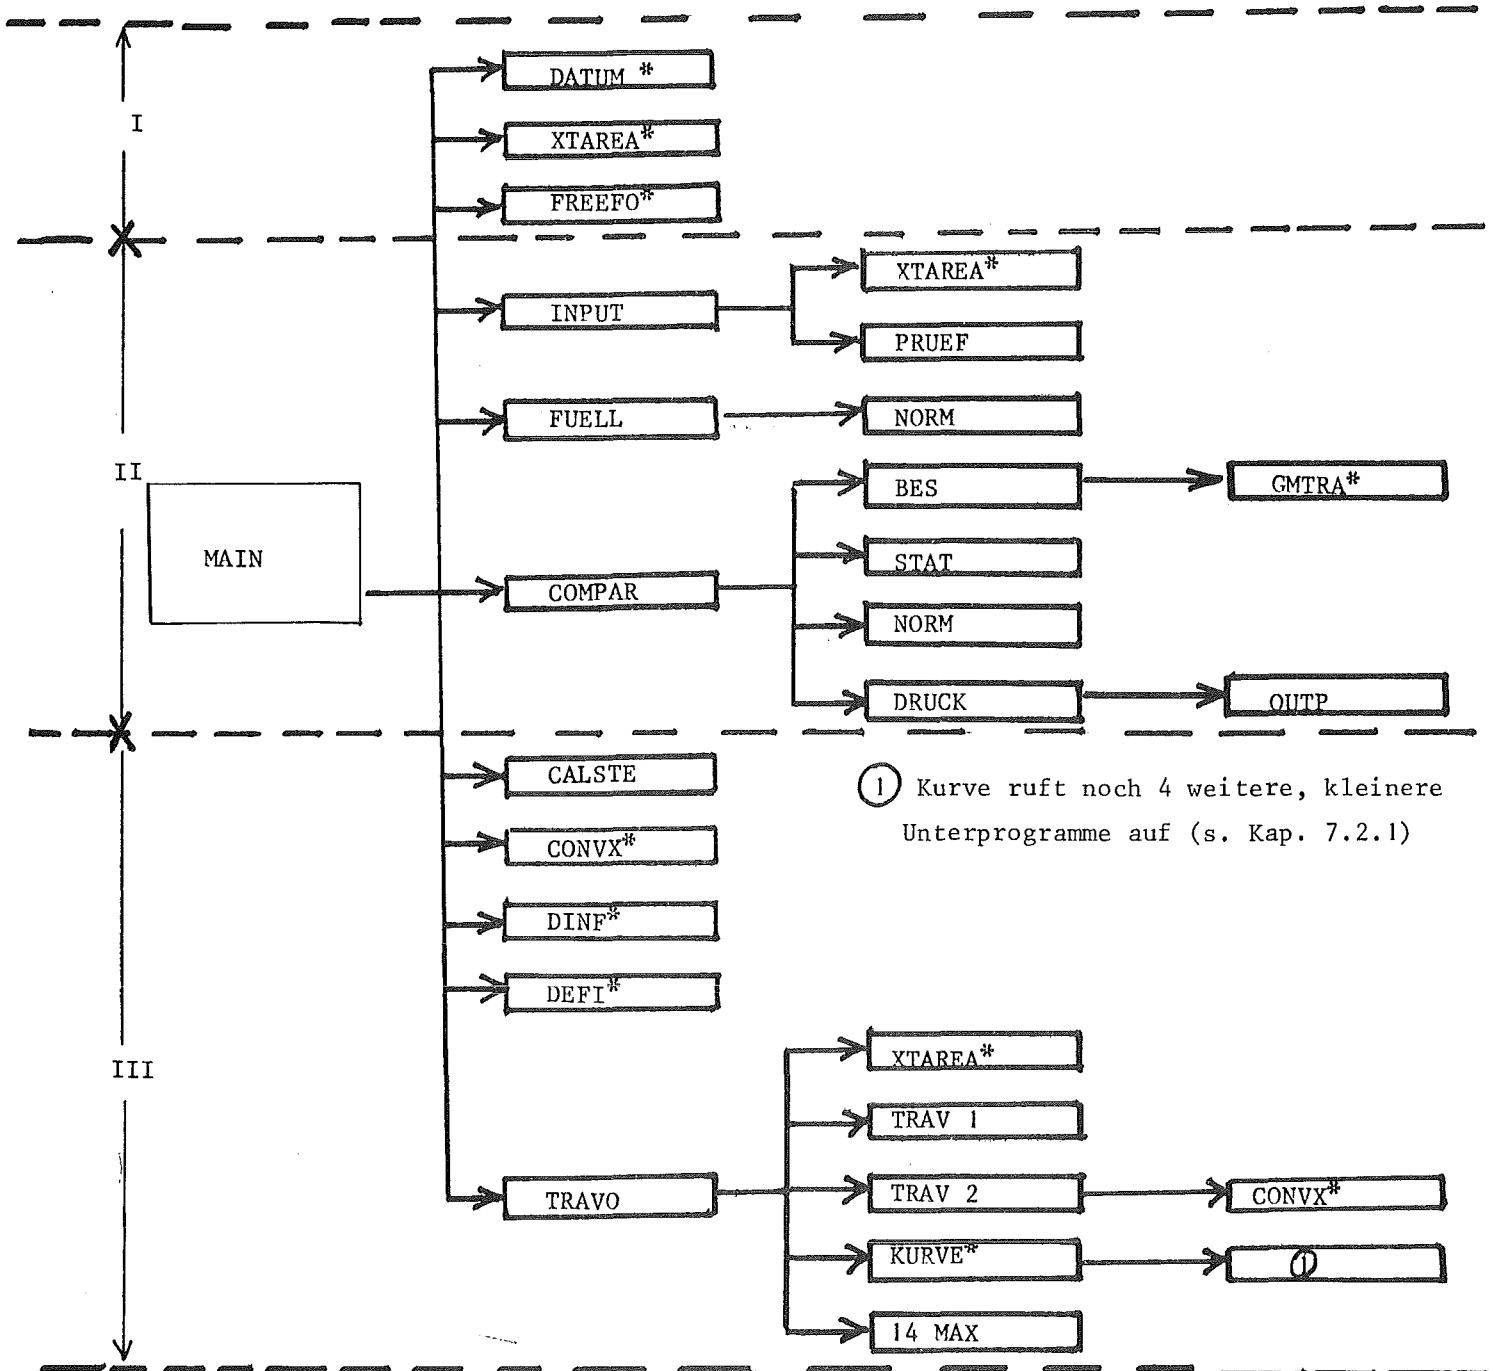 I
DATUM *
XTAREA*
FREEFO*
II
MAIN
INPUT
XTAREA*
PRUEF
FUELL
NORM
COMPAR
BES
GMTRA*
STAT
NORM
DRUCK
OUTP
III
CALSTE
CONVX*
DINF*
DEFI*
① Kurve ruft noch 4 weitere, kleinere
Unterprogramme auf (s. Kap. 7.2.1)
TRAVO
XTAREA*
TRAV 1
TRAV 2
CONVX*
KURVE*
①
14 MAX